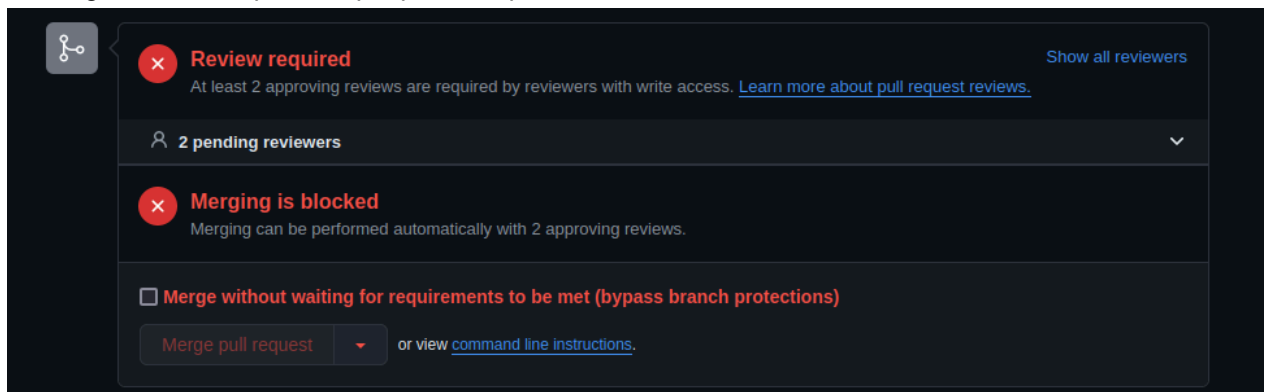 Review required
Show all reviewers
At least 2 approving reviews are required by reviewers with write access. Learn more about pull request reviews.
2 pending reviewers
Merging is blocked
Merging can be performed automatically with 2 approving reviews.
Merge without waiting for requirements to be met (bypass branch protections)
Merge pull request or view command line instructions.